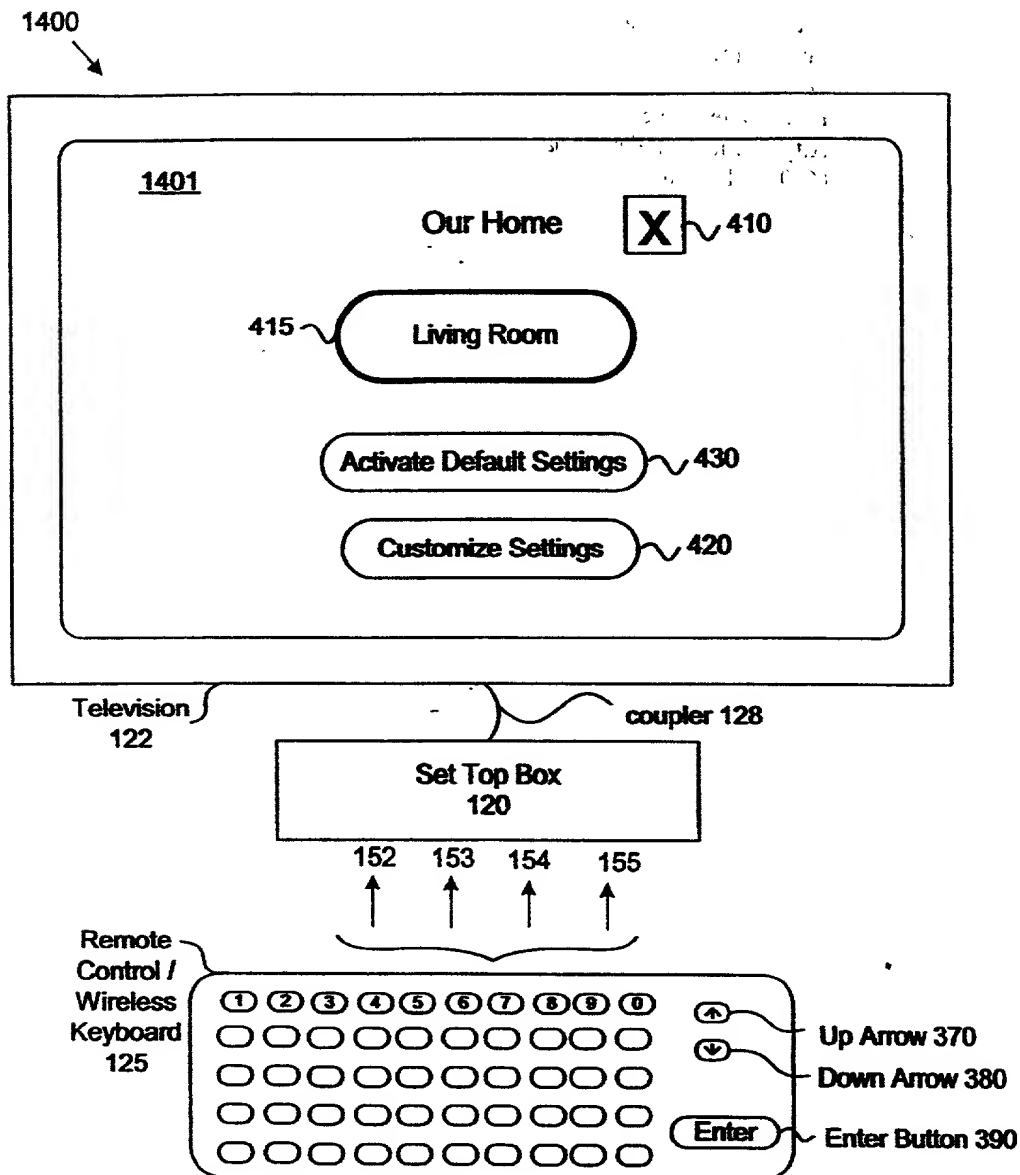 1400
1401
Our Home
X
410
415
Living Room
Activate Default Settings
430
Customize Settings
420
Television
122
coupler 128
Set Top Box
120
152 153 154 155
Remote
Control /
Wireless
Keyboard
125
1 2 3 4 5 6 7 8 9 0
Up Arrow 370
Down Arrow 380
Enter
Enter Button 390